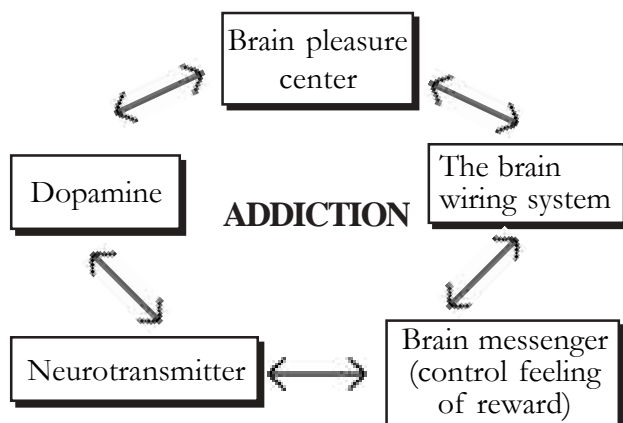 Brain pleasure
center
The brain
wiring system
Dopamine
ADDICTION
Neurotransmitter
Brain messenger
(control feeling
of reward)